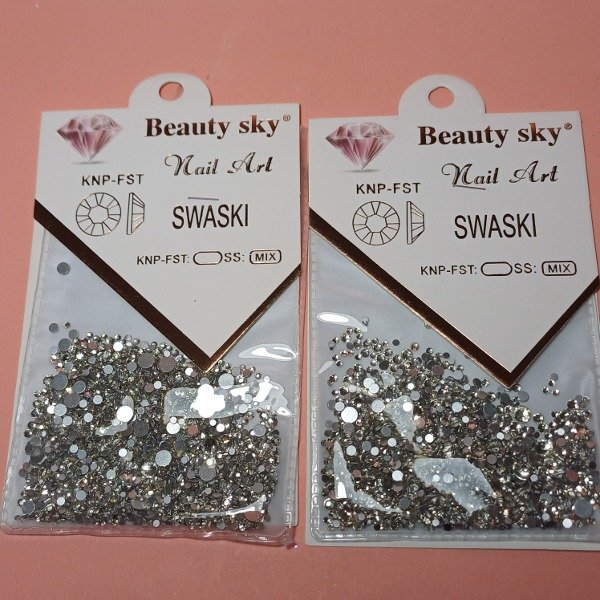 Beauty sky®
Nail Art
KNP-FST
SWASKI
KNP-FST: SS: MIX
Beauty sky®
Nail Art
KNP-FST
SWASKI
KNP-FST: SS: MIX